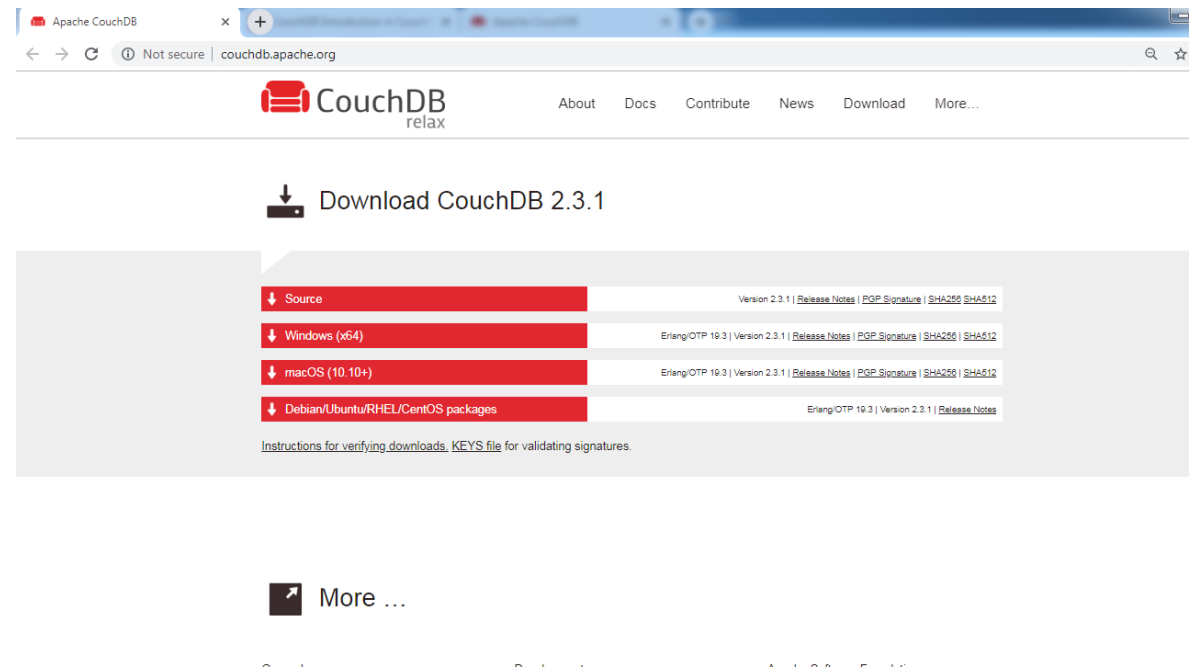 Apache CouchDB
Not secure couchdb.apache.org
CouchDB
relax
About Docs Contribute News Download More...
Download CouchDB 2.3.1
Source Version 2.3.1 | Release Notes | PGP Signature | SHA256 SHA512
Windows (x64) Erlang/OTP 19.3 | Version 2.3.1 | Release Notes | PGP Signature | SHA256 | SHA512
macOS (10.10+) Erlang/OTP 19.3 | Version 2.3.1 | Release Notes | PGP Signature | SHA256 | SHA512
Debian/Ubuntu/RHEL/CentOS packages Erlang/OTP 19.3 | Version 2.3.1 | Release Notes
Instructions for verifying downloads. KEYS file for validating signatures.
More ...